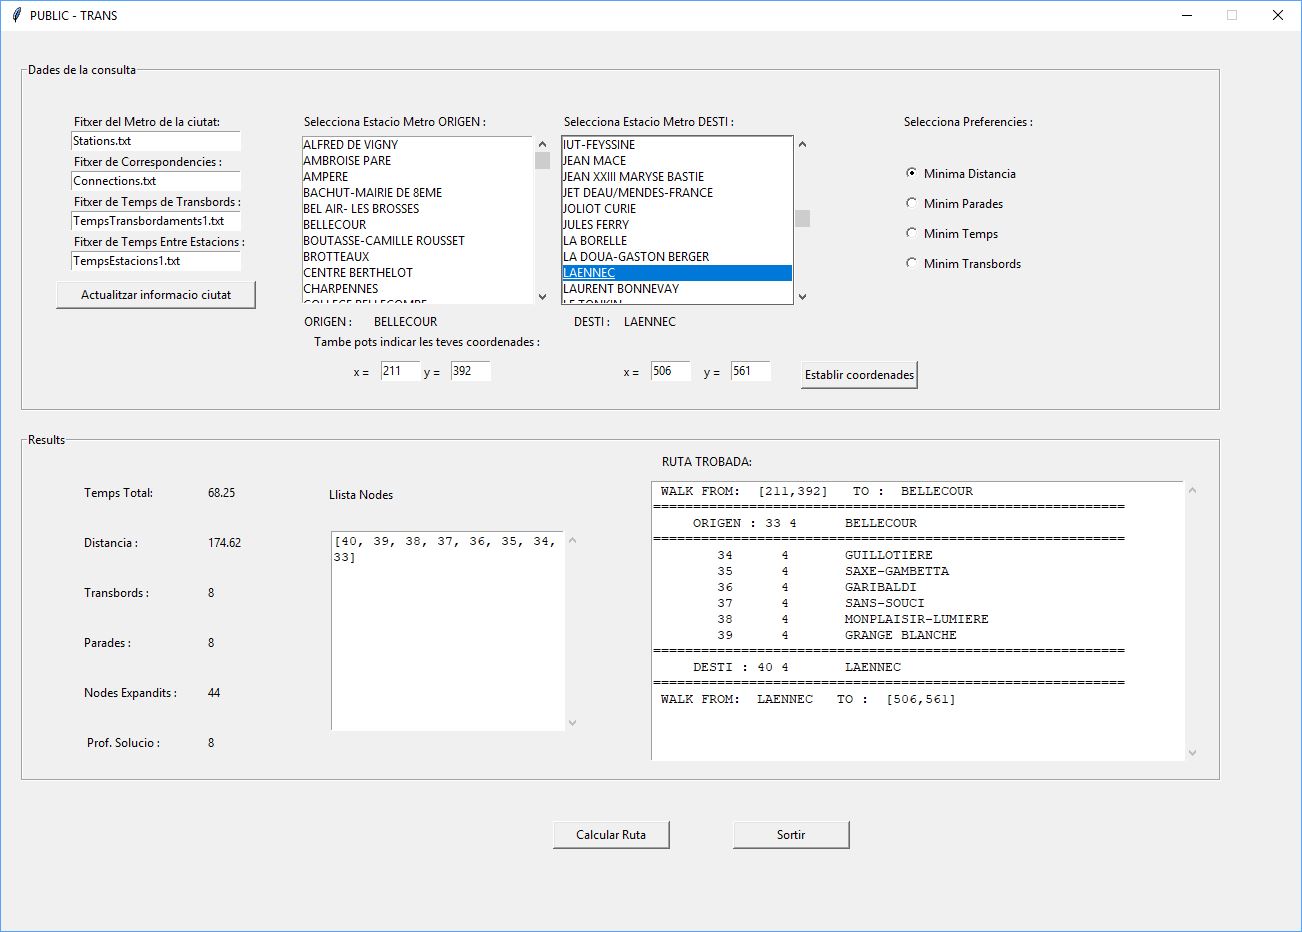 PUBLIC - TRANS
Dades de la consulta
Fitxer del Metro de la ciutat:
Stations.txt
Fitxer de Correspondencies :
Connections.txt
Fitxer de Temps de Transbords :
TempsTransbordaments1.txt
Fitxer de Temps Entre Estacions :
TempsEstacions1.txt
Actualitzar informacio ciutat
Selecciona Estacio Metro ORIGEN :
ALFRED DE VIGNY
AMBROISE PARE
AMPERE
BACHUT-MAIRIE DE 8EME
BEL AIR- LES BROSSES
BELLECOUR
BOUTASSE-CAMILLE ROUSSET
BROTTEAUX
CENTRE BERTHELOT
CHARPENNES
COLLEGE BELLECOMBE
ORIGEN : BELLECOUR
Selecciona Estacio Metro DESTI :
IUT-FEYSSINE
JEAN MACE
JEAN XXIII MARYSE BASTIE
JET DEAU/MENDES-FRANCE
JOLIOT CURIE
JULES FERRY
LA BORELLE
LA DOUA-GASTON BERGER
LAENNEC
LAURENT BONNEVAY
LE TONKIN
DESTI : LAENNEC
Tambe pots indicar les teves coordenades :
x = 211 y = 392
x = 506 y = 561
Establir coordenades
Selecciona Preferencies :
Minima Distancia
Minim Parades
Minim Temps
Minim Transbords
Results
Temps Total: 68.25
Distancia : 174.62
Transbords : 8
Parades : 8
Nodes Expandits : 44
Prof. Solucio : 8
Llista Nodes
[40, 39, 38, 37, 36, 35, 34,
33]
RUTA TROBADA:
WALK FROM: [211,392] TO : BELLECOUR
===========================================================
ORIGEN : 33 4 BELLECOUR
===========================================================
34 4 GUILLOTIERE
35 4 SAXE-GAMBETTA
36 4 GARIBALDI
37 4 SANS-SOUCI
38 4 MONPLAISIR-LUMIERE
39 4 GRANGE BLANCHE
===========================================================
DESTI : 40 4 LAENNEC
===========================================================
WALK FROM: LAENNEC TO : [506,561]
Calcular Ruta
Sortir